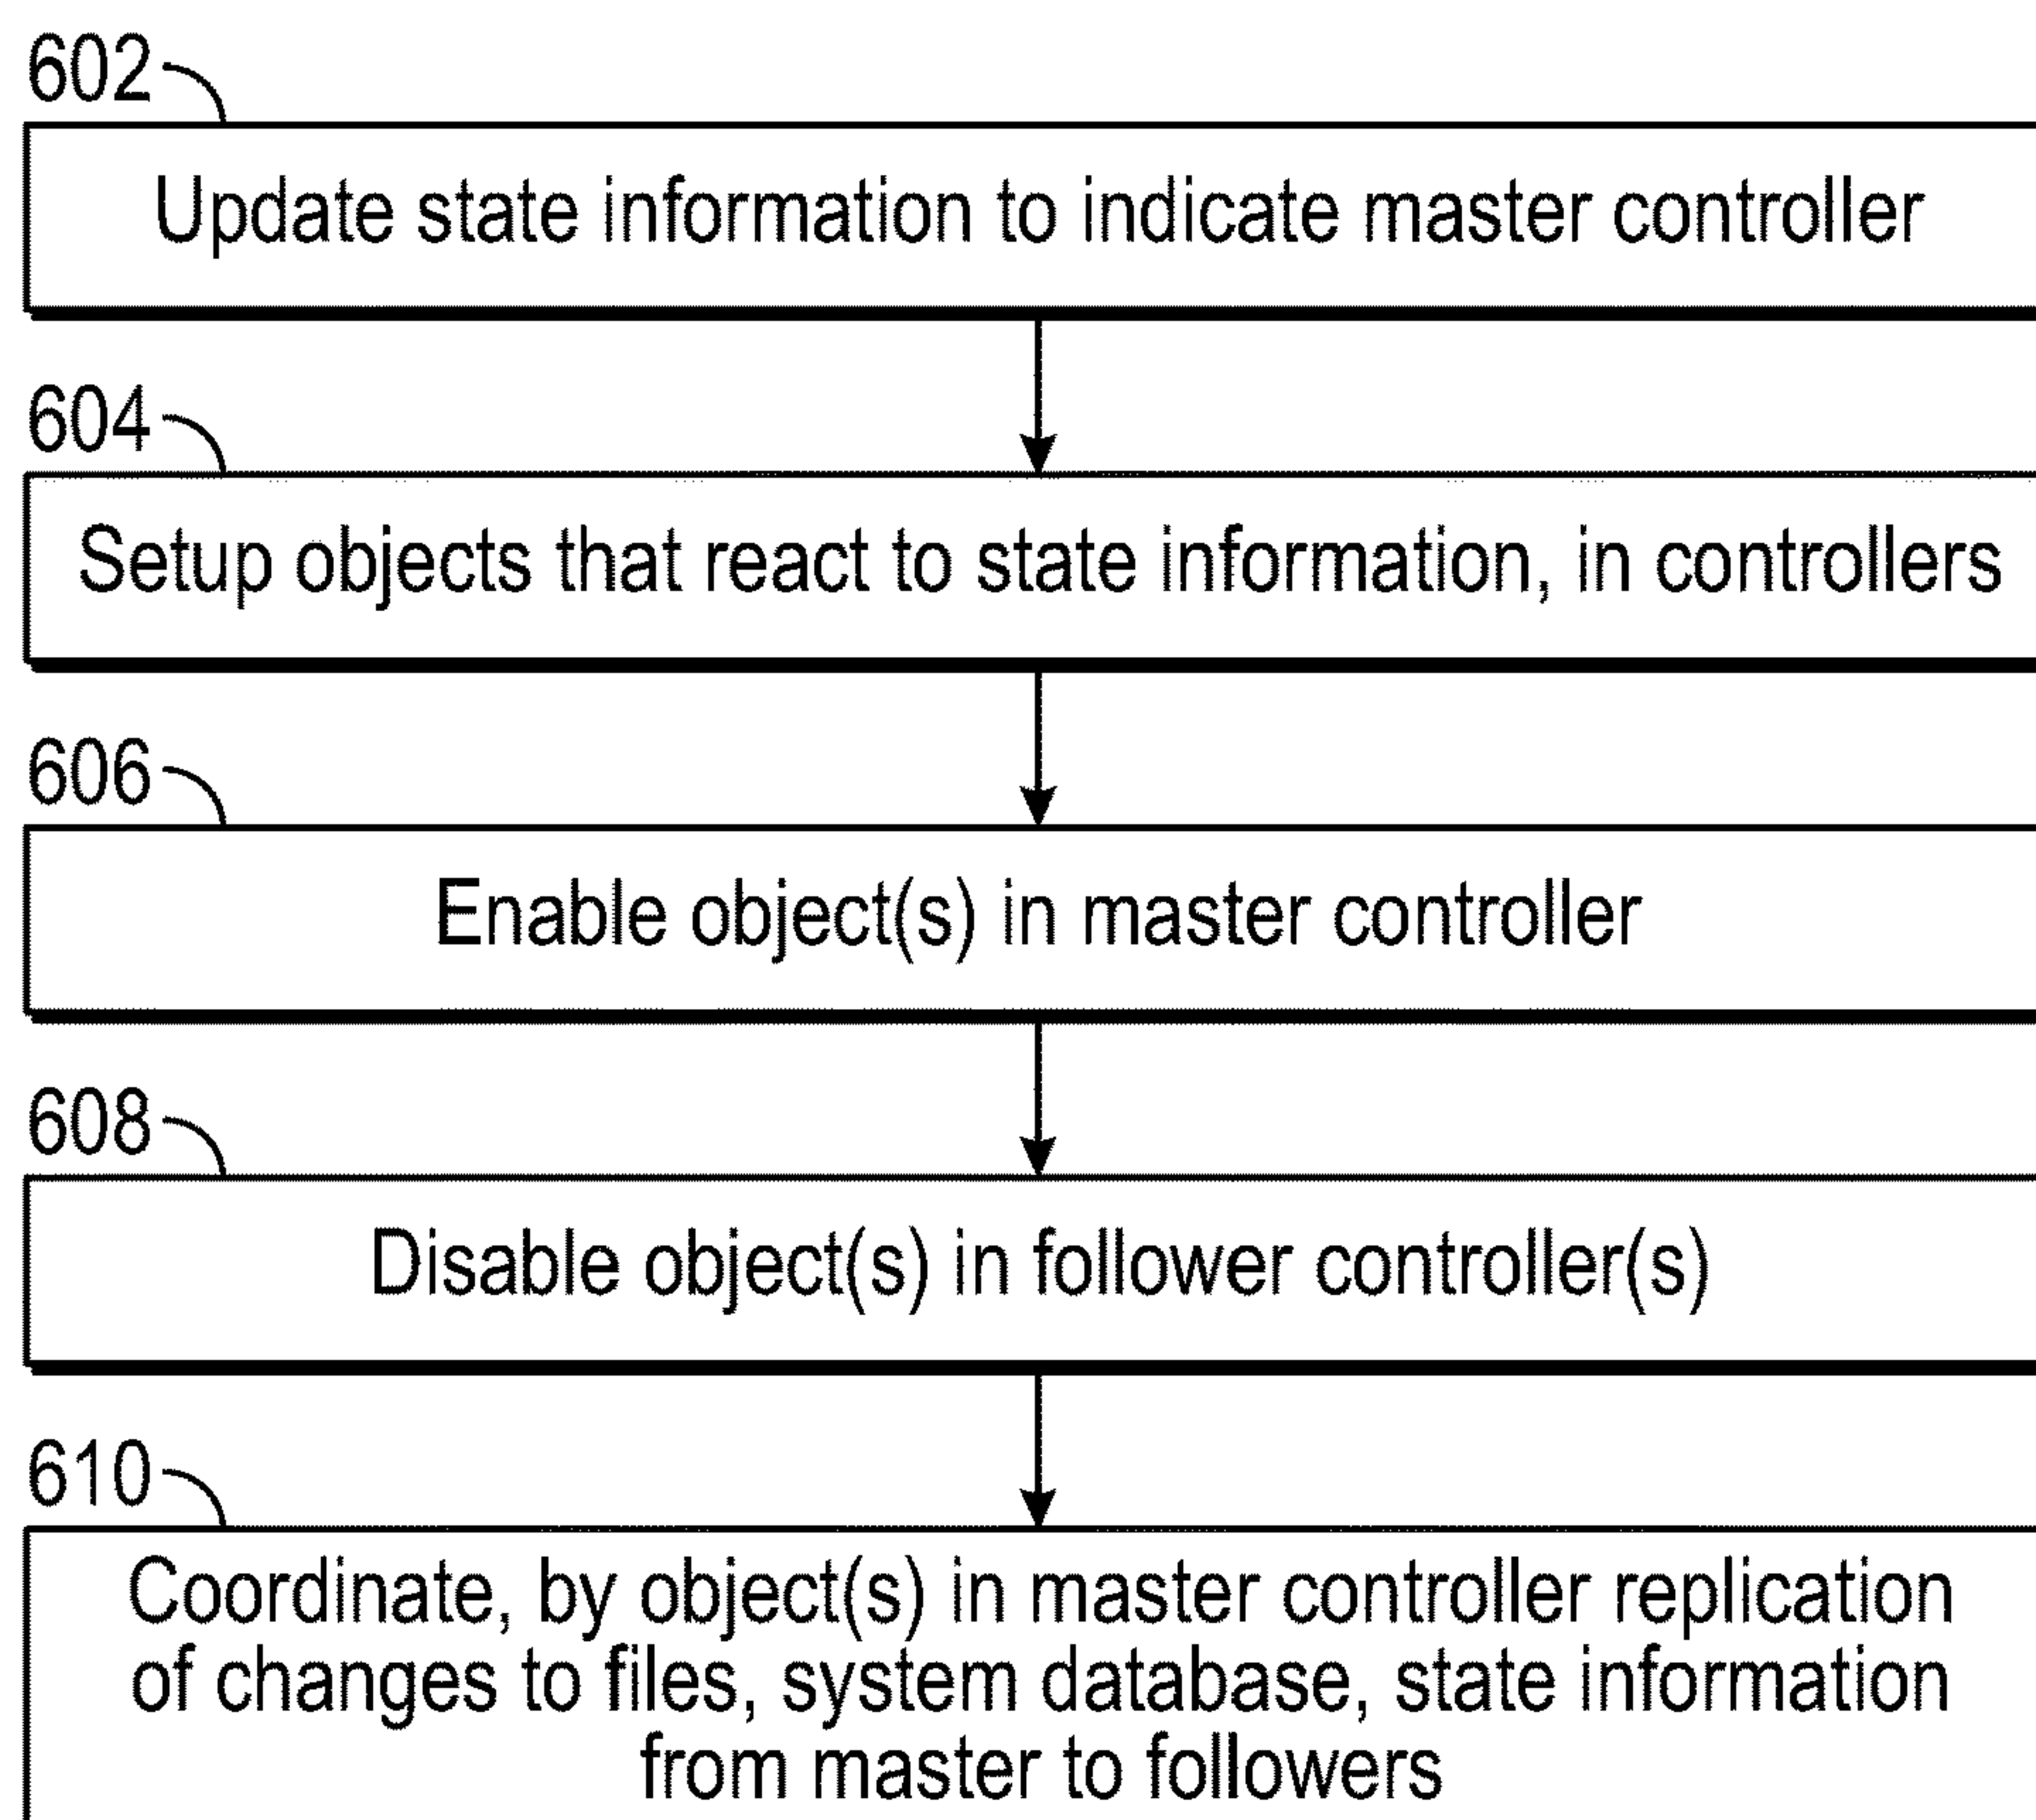 602
Update state information to indicate master controller
604
Setup objects that react to state information, in controllers
606
Enable object(s) in master controller
608
Disable object(s) in follower controller(s)
610
Coordinate, by object(s) in master controller replication
of changes to files, system database, state information
from master to followers